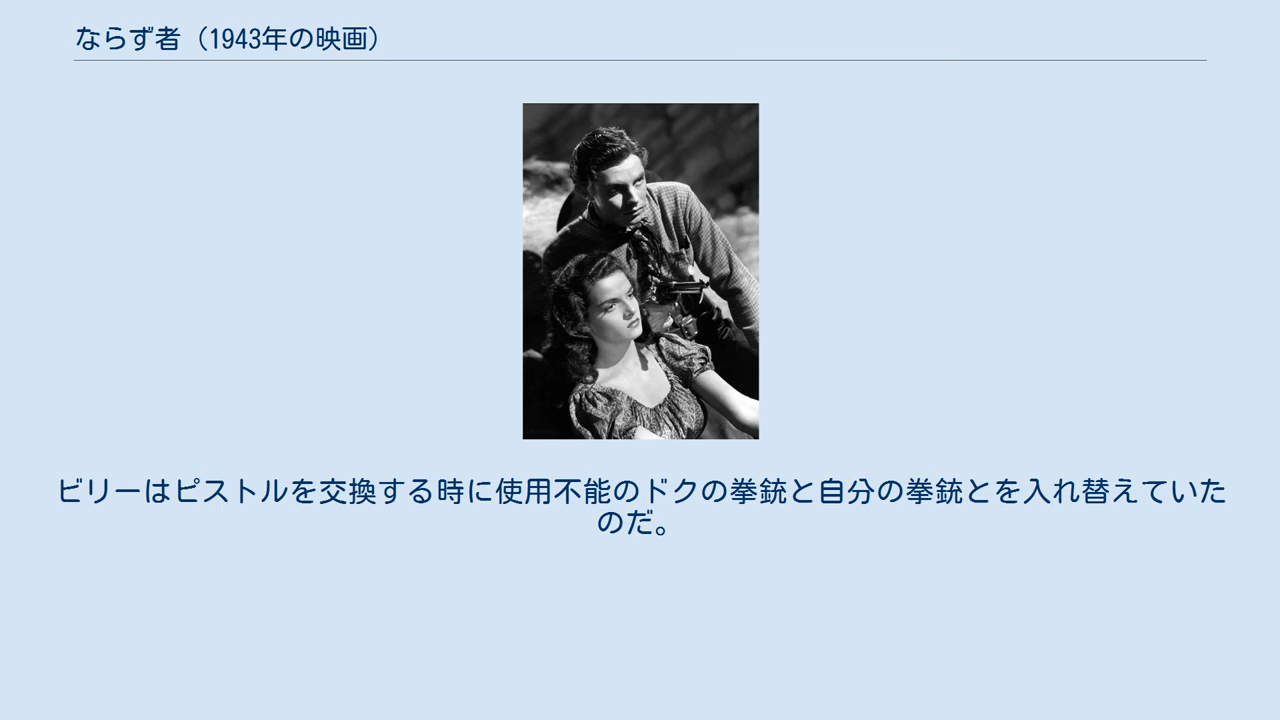 ならず者（1943年の映画）
ビリーはピストルを交換する時に使用不能のドクの拳銃と自分の拳銃とを入れ替えていた
のだ。